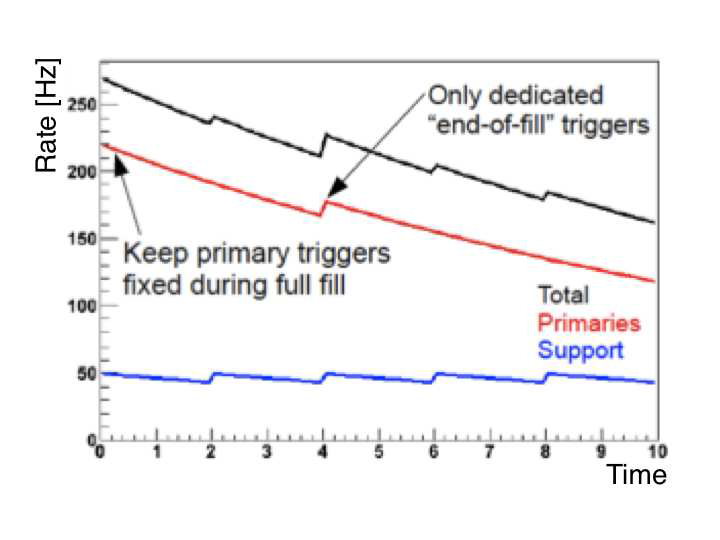 Rate [Hz]
250
200
150
100
50
0
Only dedicated
“end-of-fill” triggers
Keep primary triggers
fixed during full fill
Total
Primaries
Support
0 1 2 3 4 5 6 7 8 9 10
Time